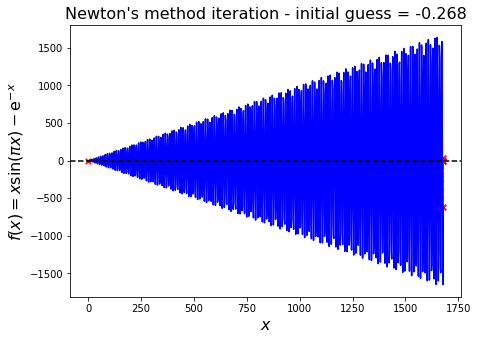 Newton's method iteration - initial guess = -0.268
f(x) = xsin(πx) − e^{−x}
1500
1000
500
0
−500
−1000
−1500
0 250 500 750 1000 1250 1500 1750
x